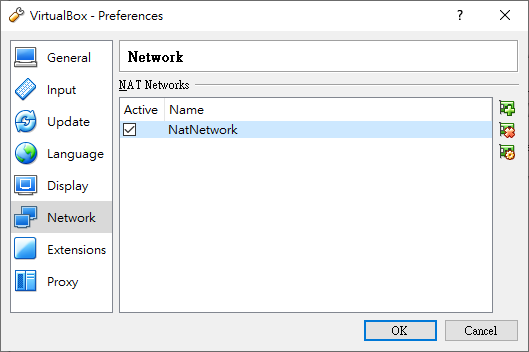 VirtualBox - Preferences
?
General
Input
Update
Language
Display
Network
Extensions
Proxy
Network
NAT Networks
Active Name
NatNetwork
OK Cancel